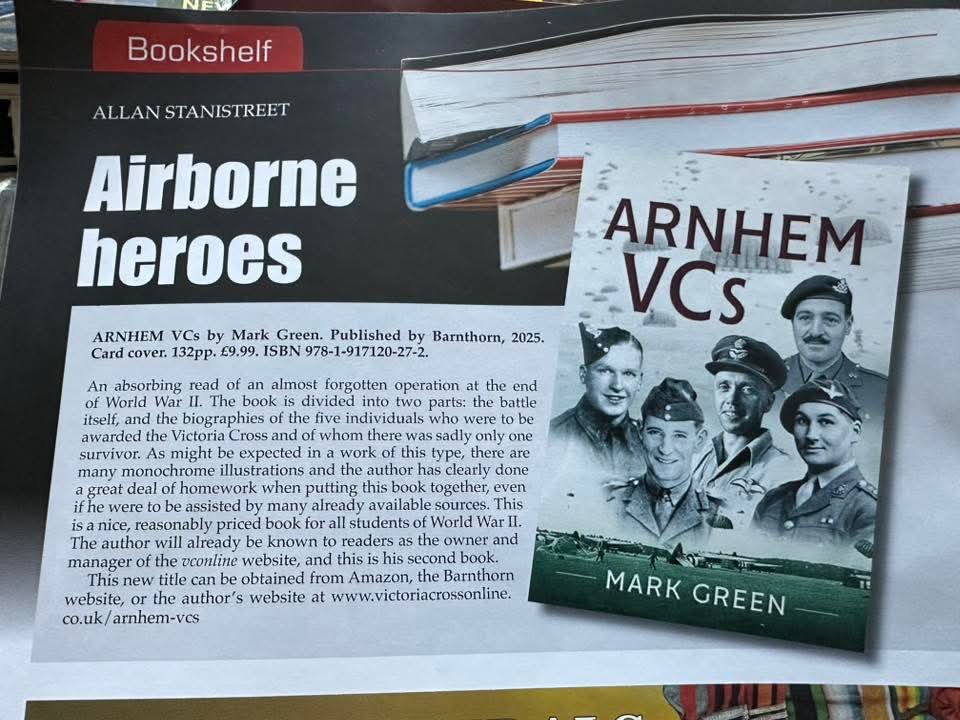 NEW
Bookshelf
ALLAN STANISTREET
Airborne
heroes
ARNHEM VCs by Mark Green. Published by Barnthorn, 2025.
Card cover. 132pp. £9.99. ISBN 978-1-917120-27-2.
An absorbing read of an almost forgotten operation at the end
of World War II. The book is divided into two parts: the battle
itself, and the biographies of the five individuals who were to be
awarded the Victoria Cross and of whom there was sadly only one
survivor. As might be expected in a work of this type, there are
many monochrome illustrations and the author has clearly done
a great deal of homework when putting this book together, even
if he were to be assisted by many already available sources. This
is a nice, reasonably priced book for all students of World War II.
The author will already be known to readers as the owner and
manager of the vconline website, and this is his second book.
This new title can be obtained from Amazon, the Barnthorn
website, or the author's website at www.victoriacrossonline.
co.uk/arnhem-vcs
ARNHEM
VCs
MARK GREEN